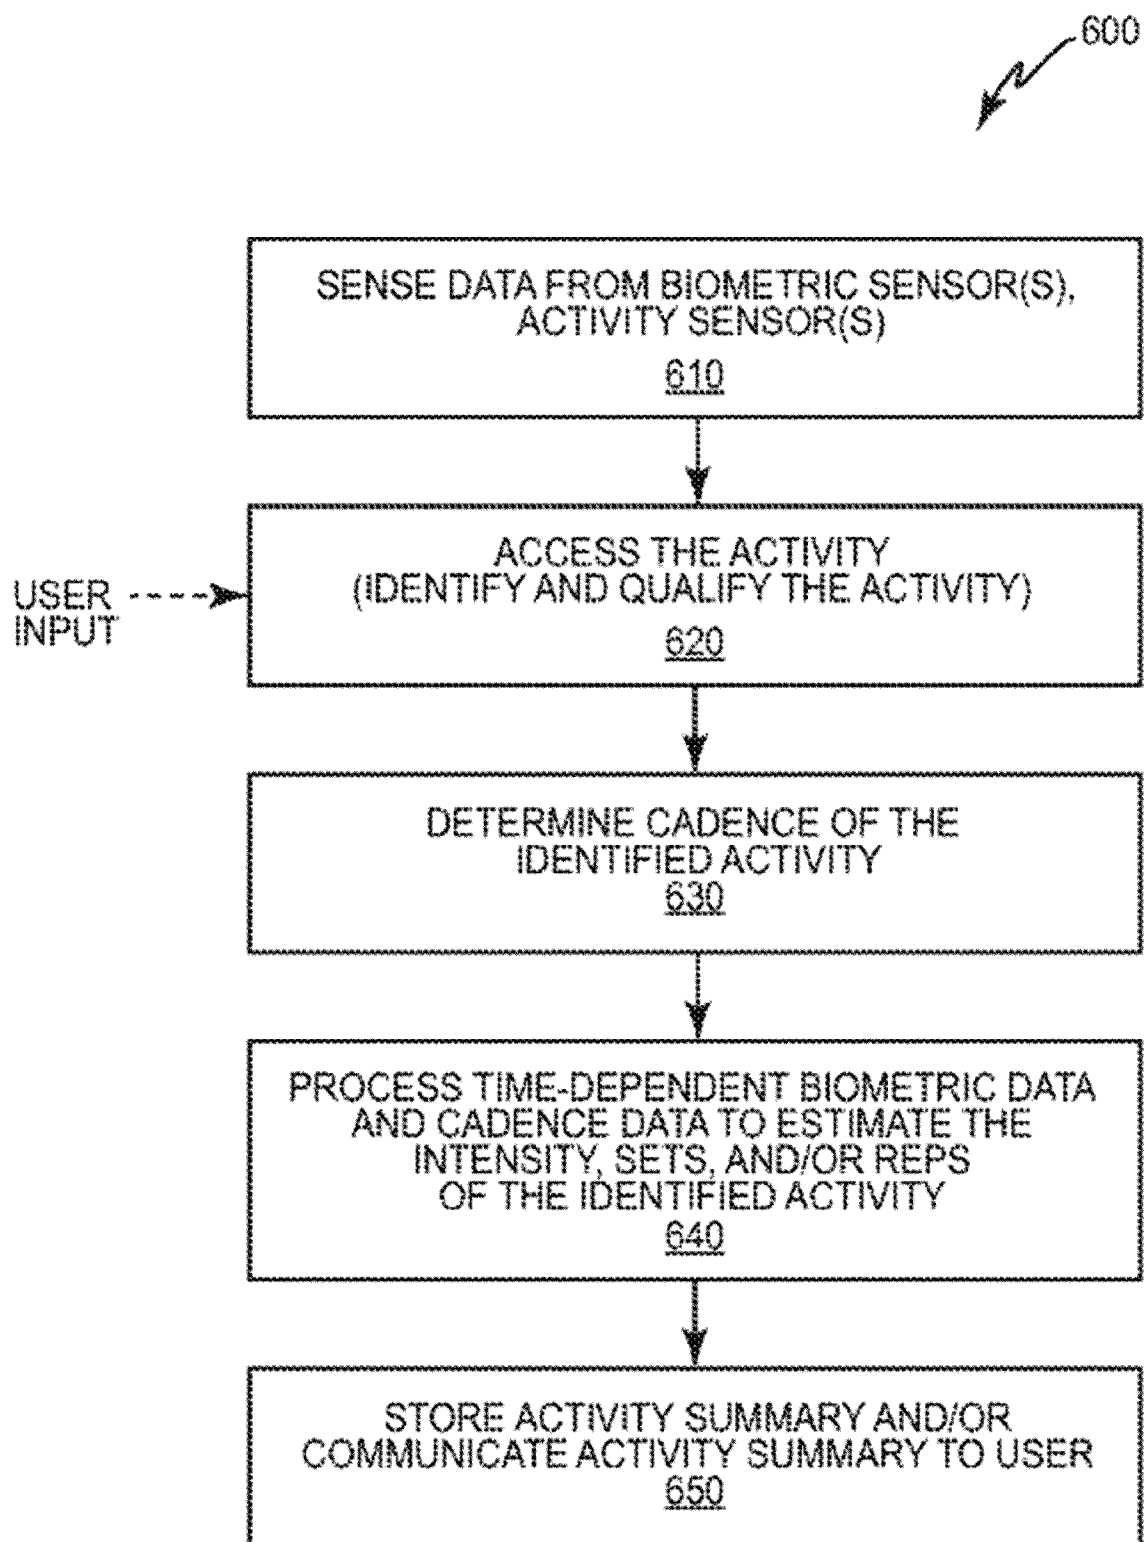 600
SENSE DATA FROM BIOMETRIC SENSOR(S),
ACTIVITY SENSOR(S)
610
ACCESS THE ACTIVITY
(IDENTIFY AND QUALIFY THE ACTIVITY)
620
USER
INPUT
DETERMINE CADENCE OF THE
IDENTIFIED ACTIVITY
630
PROCESS TIME-DEPENDENT BIOMETRIC DATA
AND CADENCE DATA TO ESTIMATE THE
INTENSITY, SETS, AND/OR REPS
OF THE IDENTIFIED ACTIVITY
640
STORE ACTIVITY SUMMARY AND/OR
COMMUNICATE ACTIVITY SUMMARY TO USER
650